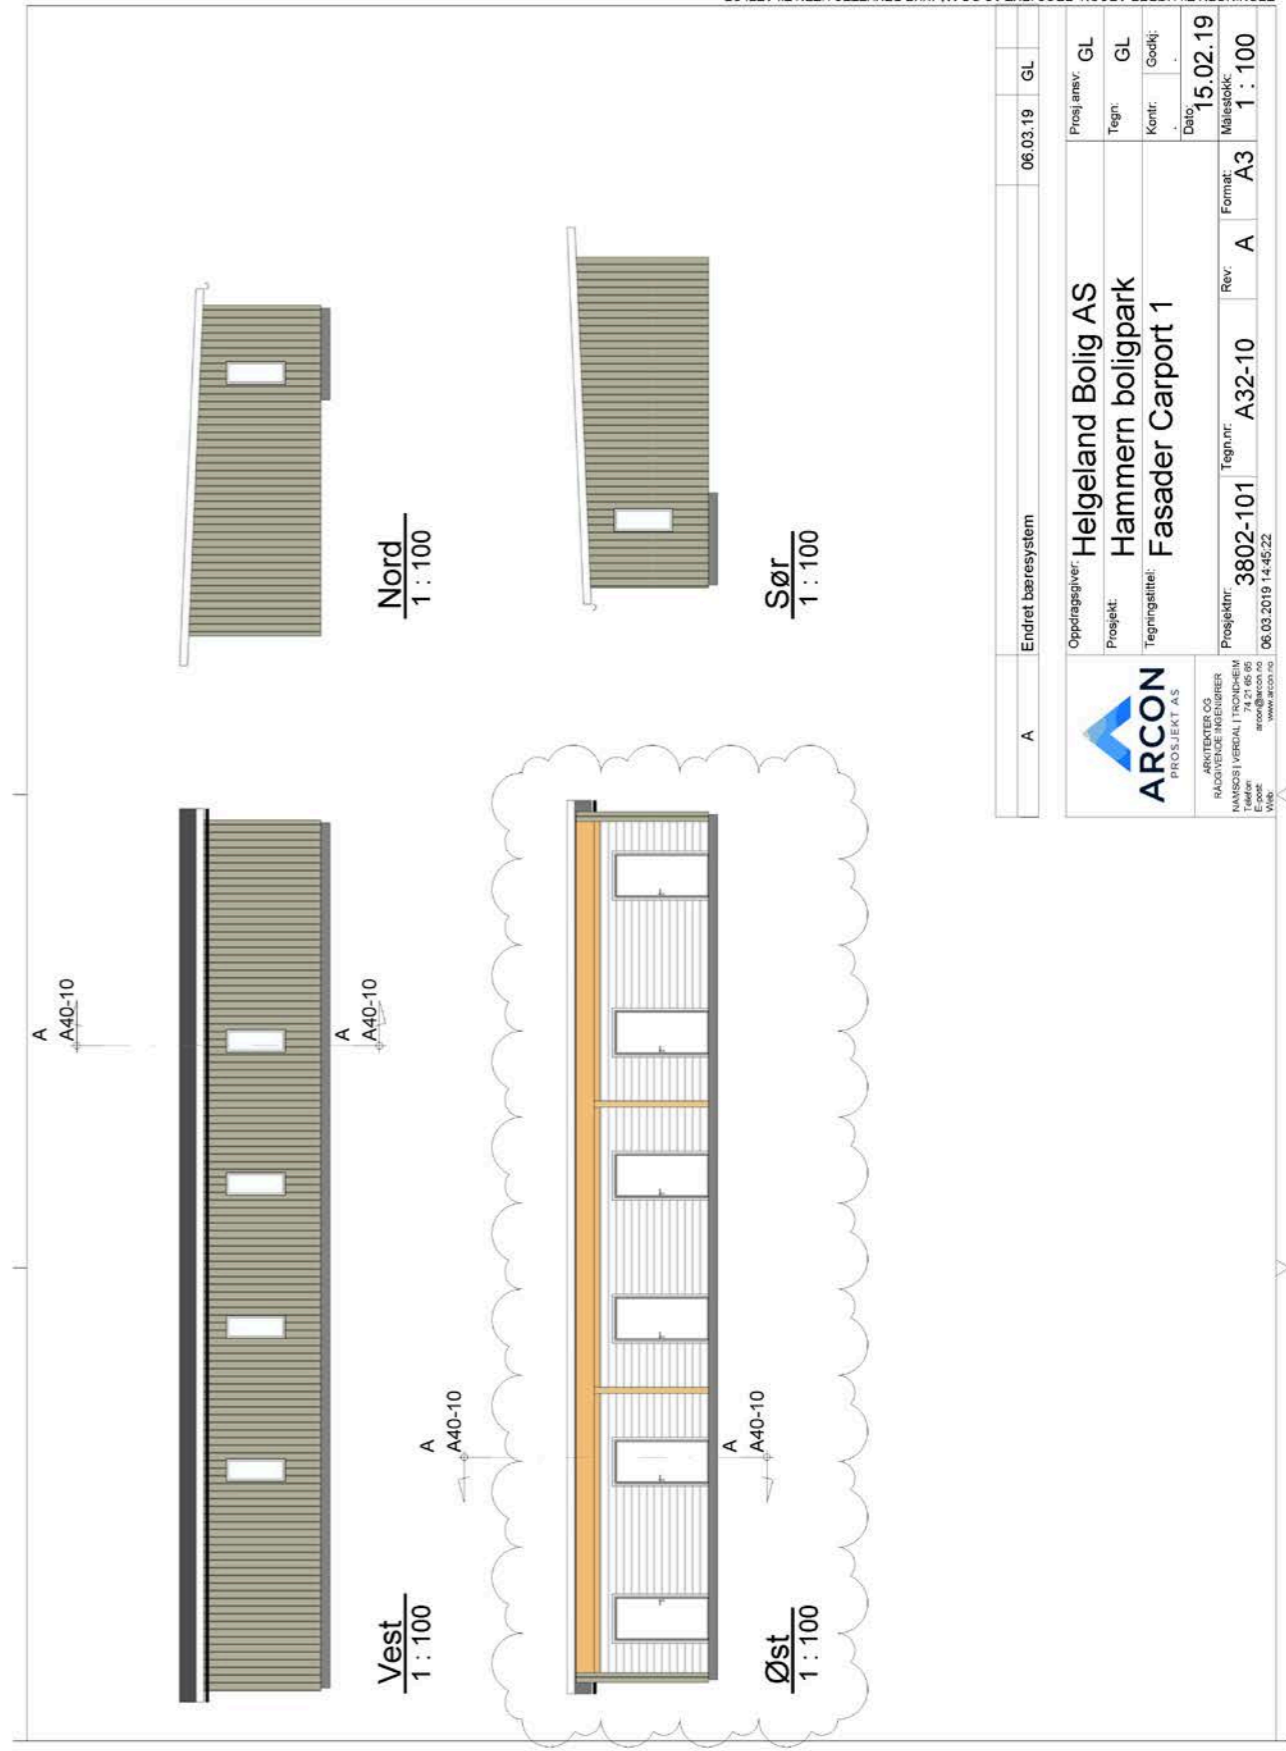 A
A40-10
A
A40-10
Vest
1 : 100
Nord
1 : 100
A
A40-10
A
A40-10
Øst
1 : 100
Sør
1 : 100
A Endret bæresystem 06.03.19 GL
ARCON
PROSJEKT AS
ARKITEKTER OG
RÅDGIVENDE INGENIØRER
NAMSOS | VERDAL | TRONDHEIM
Telefon: 74 21 65 65
E-post: arcon@arcon.no
Web: www.arcon.no
Oppdragsgiver: Helgeland Bolig AS
Prosjekt: Hammern boligpark
Tegningstittel: Fasader Carport 1
Prosj.ansv: GL
Tegn: GL
Kontr: . Godkj: .
Dato: 15.02.19
Prosjektnr: 3802-101 Tegn.nr: A32-10 Rev: A Format: A3 Målestokk: 1 : 100
06.03.2019 14:45:22